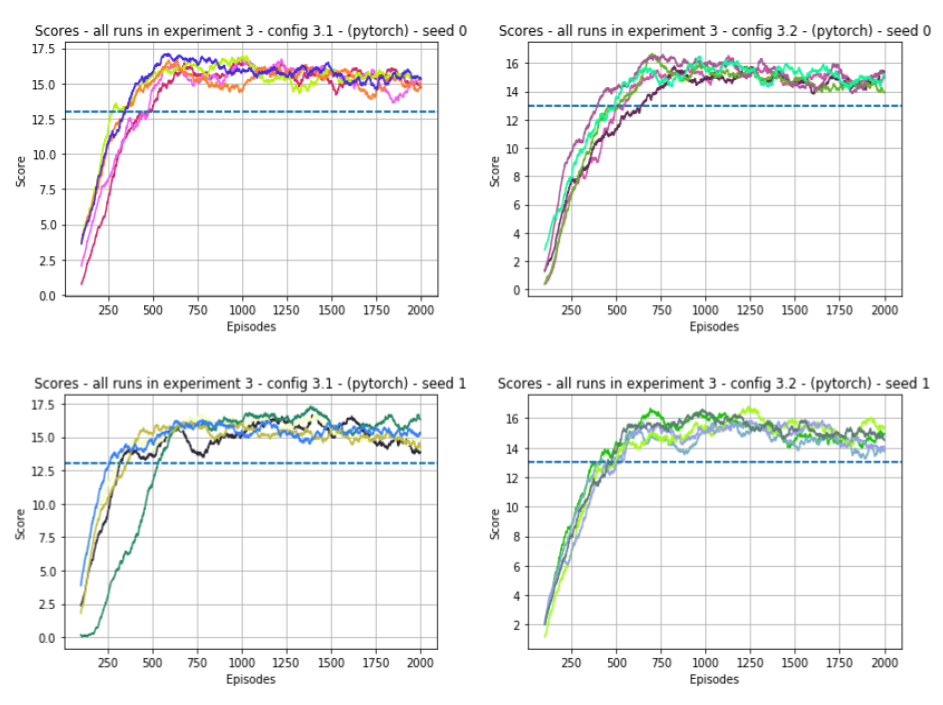 Scores - all runs in experiment 3 - config 3.1 - (pytorch) - seed 0
17.5
15.0
12.5
10.0
7.5
5.0
2.5
0.0
Score
250 500 750 1000 1250 1500 1750 2000
Episodes
Scores - all runs in experiment 3 - config 3.2 - (pytorch) - seed 0
16
14
12
10
8
6
4
2
0
Score
250 500 750 1000 1250 1500 1750 2000
Episodes
Scores - all runs in experiment 3 - config 3.1 - (pytorch) - seed 1
17.5
15.0
12.5
10.0
7.5
5.0
2.5
0.0
Score
250 500 750 1000 1250 1500 1750 2000
Episodes
Scores - all runs in experiment 3 - config 3.2 - (pytorch) - seed 1
16
14
12
10
8
6
4
2
Score
250 500 750 1000 1250 1500 1750 2000
Episodes